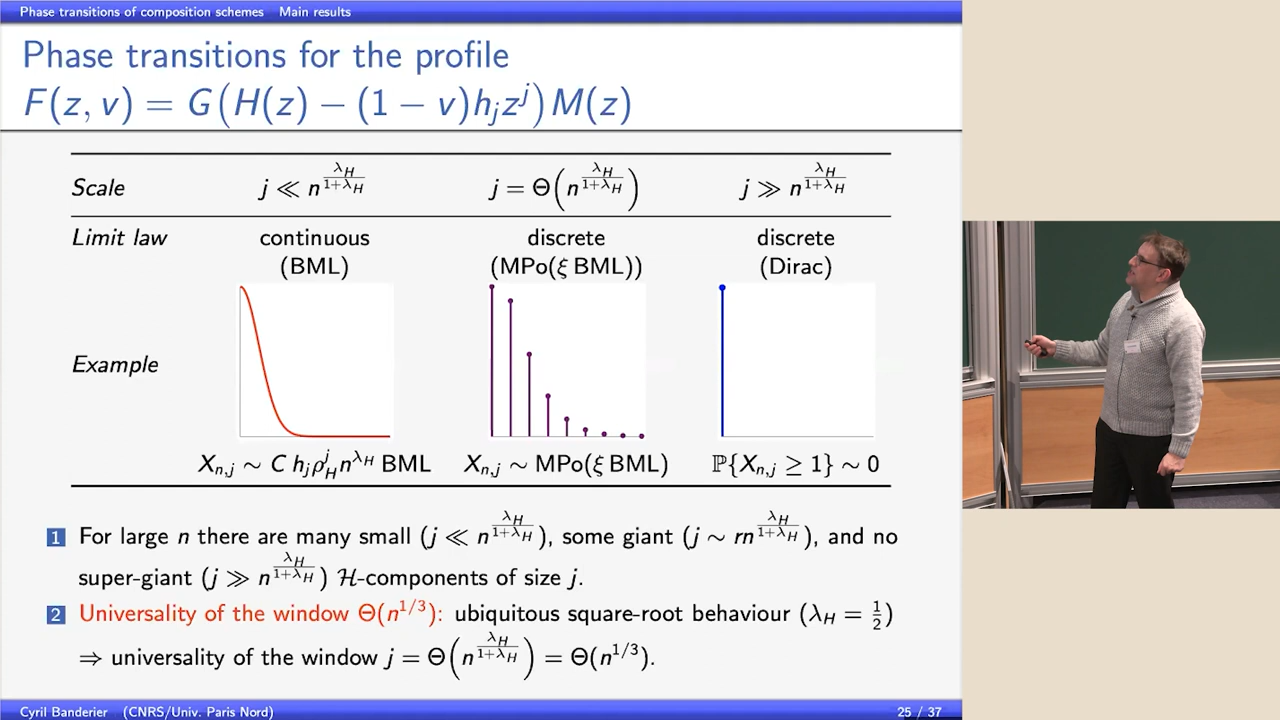 Phase transitions of composition schemes Main results
Phase transitions for the profile
F(z, v) = G(H(z) − (1 − v)h_j z^j)M(z)
Scale j ≪ n^{λ_H/(1+λ_H)} j = Θ(n^{λ_H/(1+λ_H)}) j ≫ n^{λ_H/(1+λ_H)}
Limit law continuous discrete discrete
(BML) (MPo(ξ BML)) (Dirac)
Example
X_{n,j} ∼ C h_j ρ_H^j n^{λ_H} BML X_{n,j} ∼ MPo(ξ BML) ℙ{X_{n,j} ≥ 1} ∼ 0
1 For large n there are many small (j ≪ n^{λ_H/(1+λ_H)}), some giant (j ∼ rn^{λ_H/(1+λ_H)}), and no
super-giant (j ≫ n^{λ_H/(1+λ_H)}) ℋ-components of size j.
2 Universality of the window Θ(n^{1/3}): ubiquitous square-root behaviour (λ_H = 1/2)
⇒ universality of the window j = Θ(n^{λ_H/(1+λ_H)}) = Θ(n^{1/3}).
Cyril Banderier (CNRS/Univ. Paris Nord) 25 / 37